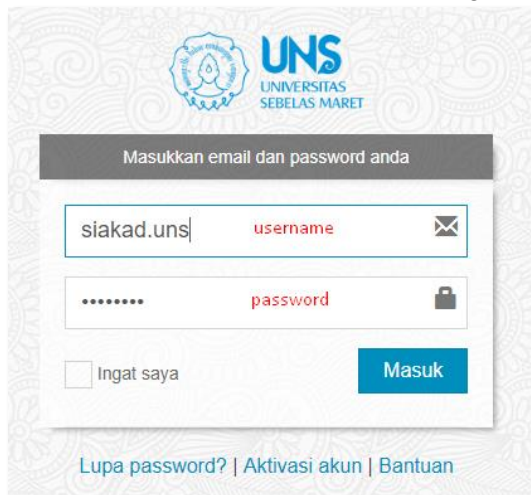 UNS
UNIVERSITAS
SEBELAS MARET
Masukkan email dan password anda
siakad.uns username
•••••••• password
Ingat saya
Masuk
Lupa password? | Aktivasi akun | Bantuan